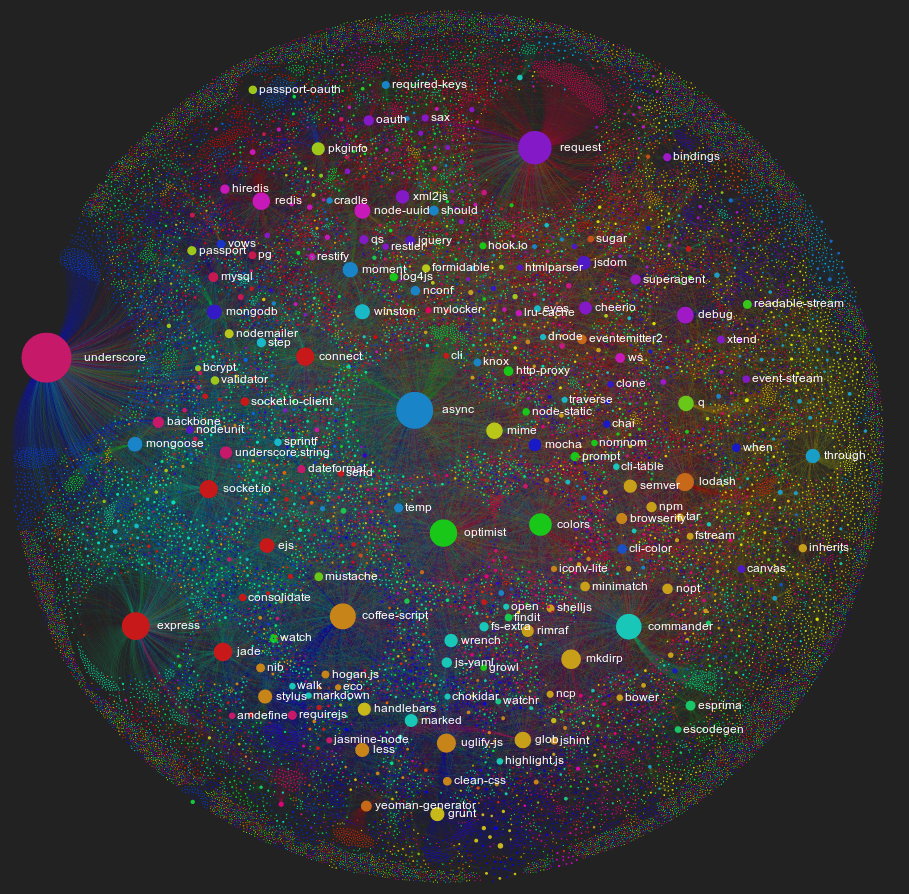 passport-oauth
required-keys
oauth
sax
pkginfo
request
bindings
hiredis
redis
cradle
xml2js
node-uuid
should
vows
passport
pg
qs
restler
jquery
hook.io
sugar
restify
mysql
moment
log4js
formidable
htmlparser
jsdom
superagent
nconf
mongodb
winston
mylocker
lru-cache
eyes
cheerio
debug
readable-stream
nodemailer
step
dnode
eventemitter2
xtend
underscore
connect
cli
knox
http-proxy
ws
bcrypt
validator
clone
event-stream
socket.io-client
async
node-static
traverse
q
backbone
nodeunit
mime
chai
mongoose
sprintf
underscore.string
mocha
nomnom
prompt
when
through
dateformat
send
cli-table
socket.io
semver
lodash
temp
npm
tar
browserify
optimist
colors
fstream
ejs
cli-color
inherits
iconv-lite
canvas
mustache
minimatch
nopt
consolidate
open
shelljs
express
coffee-script
findit
fs-extra
rimraf
commander
watch
wrench
jade
js-yaml
growl
mkdirp
nib
hogan.js
walk
eco
stylus
markdown
chokidar
watchr
ncp
bower
esprima
amdefine
requirejs
handlebars
marked
escodegen
jasmine-node
less
uglify-js
glob
jshint
highlight.js
clean-css
yeoman-generator
grunt